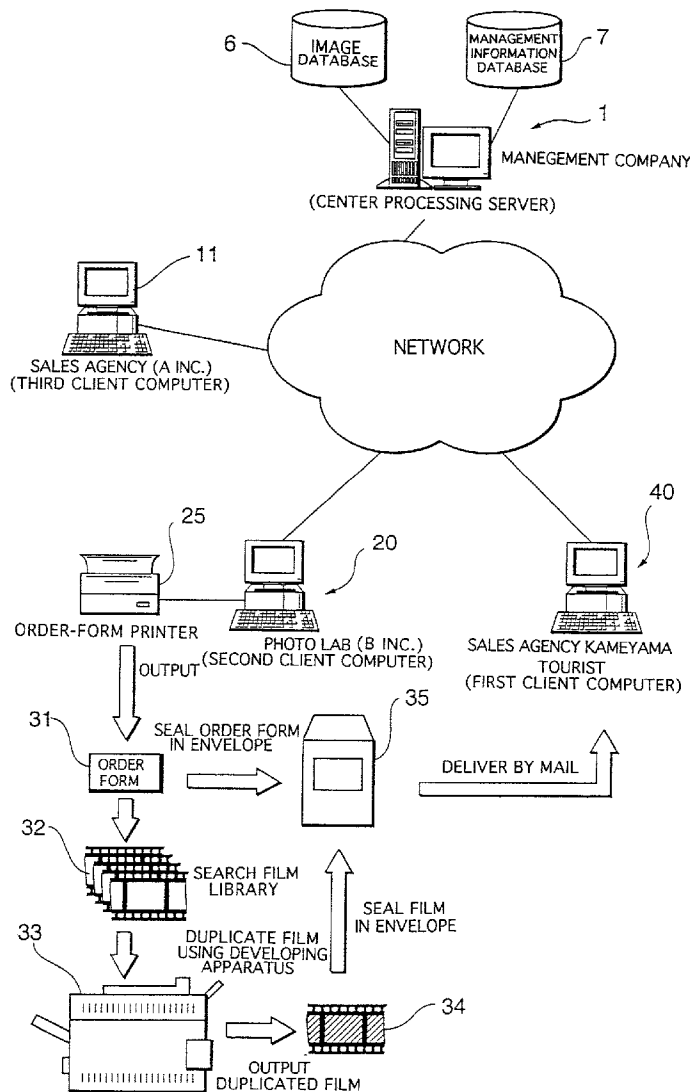 6
IMAGE
DATABASE
MANAGEMENT
INFORMATION
DATABASE
7
1
MANEGEMENT COMPANY
(CENTER PROCESSING SERVER)
11
NETWORK
SALES AGENCY (A INC.)
(THIRD CLIENT COMPUTER)
25
20
40
ORDER-FORM PRINTER
PHOTO LAB (B INC.)
(SECOND CLIENT COMPUTER)
SALES AGENCY KAMEYAMA
TOURIST
(FIRST CLIENT COMPUTER)
OUTPUT
31
SEAL ORDER FORM
IN ENVELOPE
35
ORDER
FORM
DELIVER BY MAIL
32
SEARCH FILM
LIBRARY
SEAL FILM
IN ENVELOPE
33
DUPLICATE FILM
USING DEVELOPING
APPARATUS
34
OUTPUT
DUPLICATED FILM